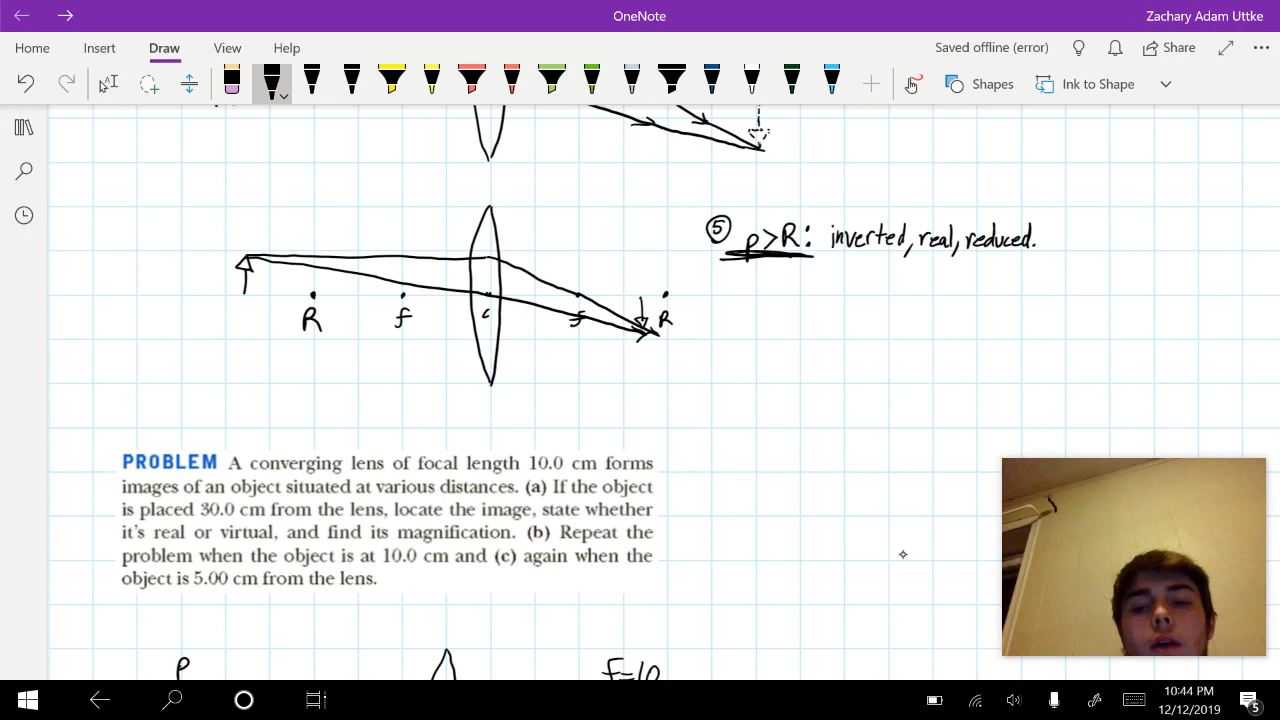 OneNote
Zachary Adam Uttke
Home Insert Draw View Help
Saved offline (error) Share
Shapes Ink to Shape
5 p>R: inverted, real, reduced.
R f c f R
PROBLEM A converging lens of focal length 10.0 cm forms
images of an object situated at various distances. (a) If the object
is placed 30.0 cm from the lens, locate the image, state whether
it's real or virtual, and find its magnification. (b) Repeat the
problem when the object is at 10.0 cm and (c) again when the
object is 5.00 cm from the lens.
P f=10
10:44 PM
12/12/2019
5